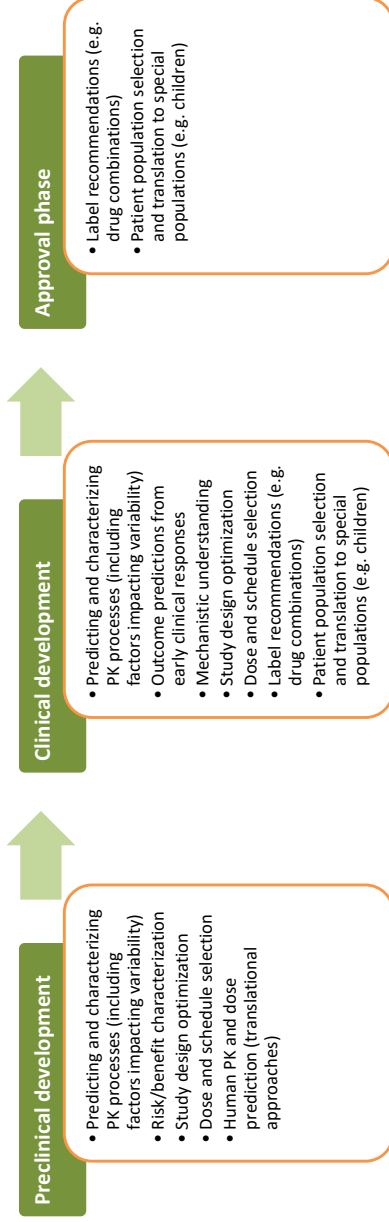 Preclinical development
• Predicting and characterizing
PK processes (including
factors impacting variability)
• Risk/benefit characterization
• Study design optimization
• Dose and schedule selection
• Human PK and dose
prediction (translational
approaches)
Clinical development
• Predicting and characterizing
PK processes (including
factors impacting variability)
• Outcome predictions from
early clinical responses
• Mechanistic understanding
• Study design optimization
• Dose and schedule selection
• Label recommendations (e.g.
drug combinations)
• Patient population selection
and translation to special
populations (e.g. children)
Approval phase
• Label recommendations (e.g.
drug combinations)
• Patient population selection
and translation to special
populations (e.g. children)